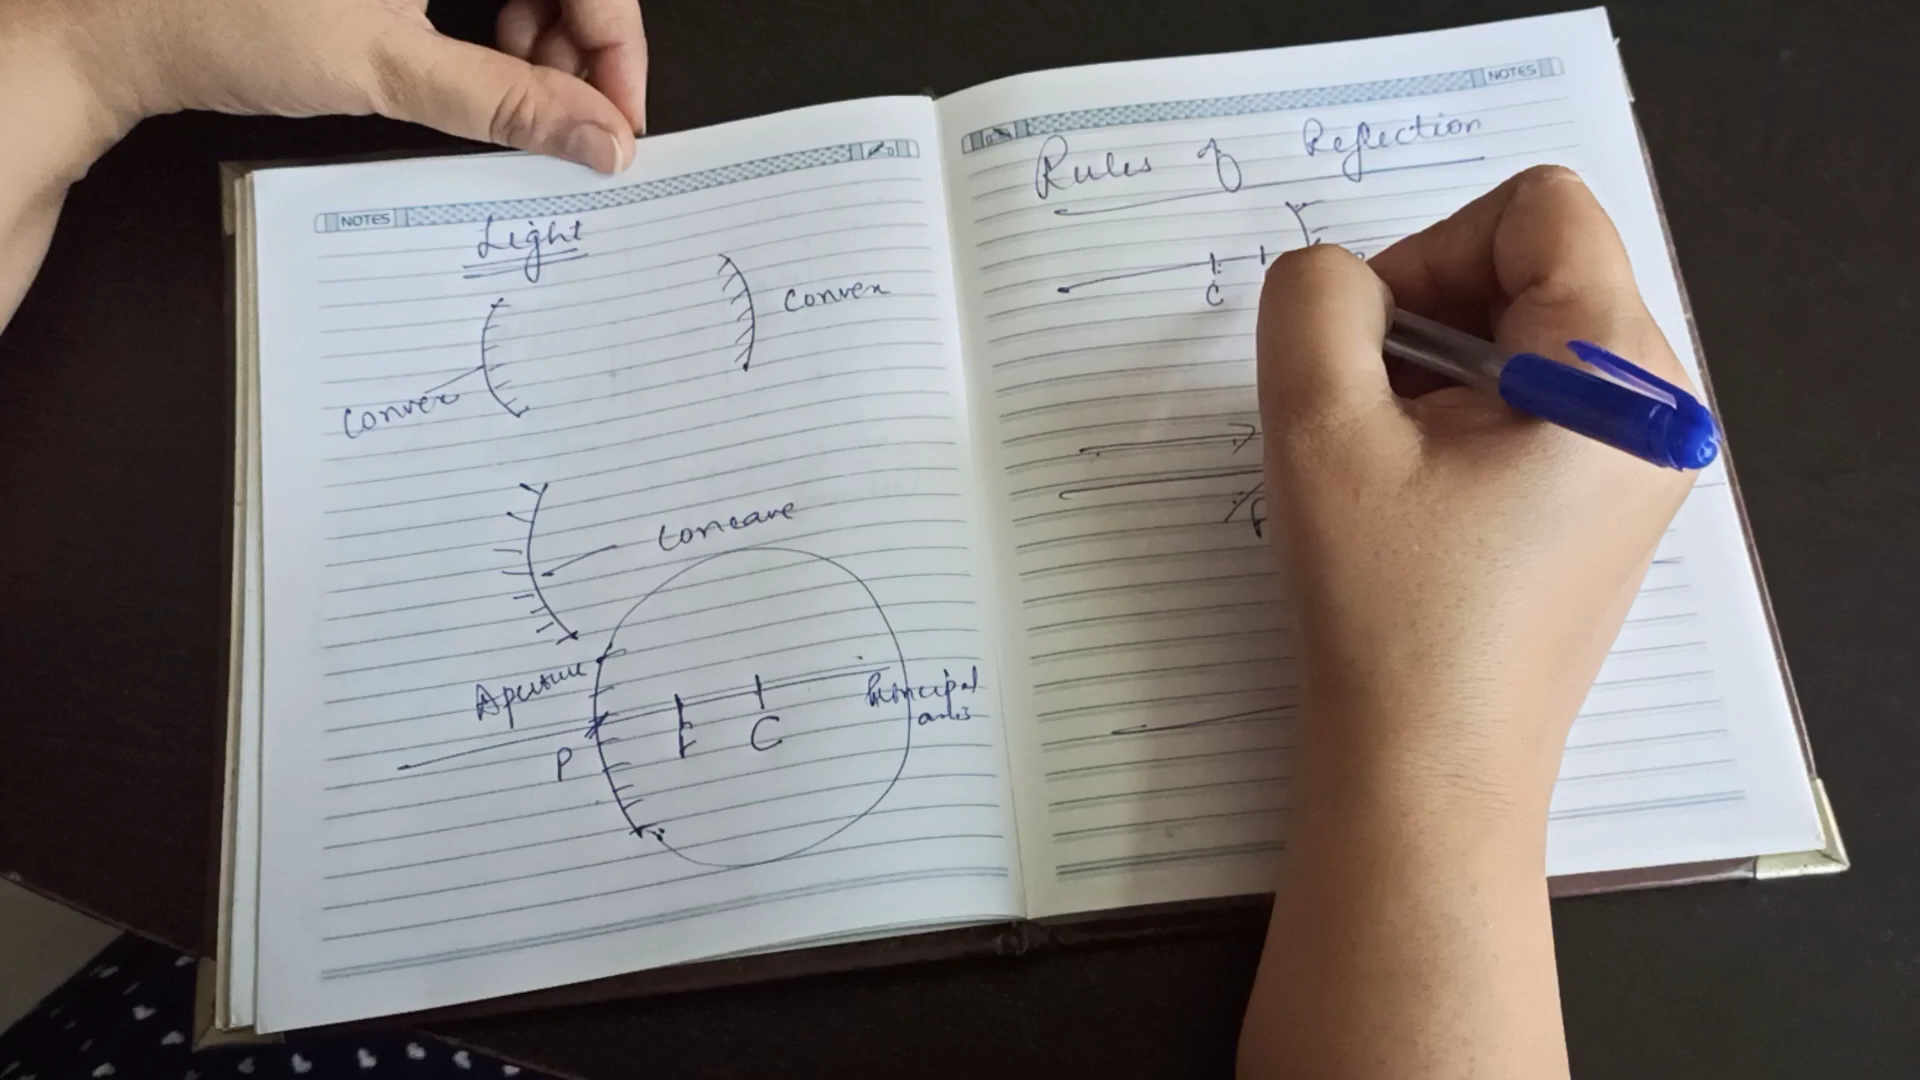 NOTES
Light
Convex
Convex
Concave
Aperture
Principal
axis
P
F
C
NOTES
Rules of Reflection
C
F